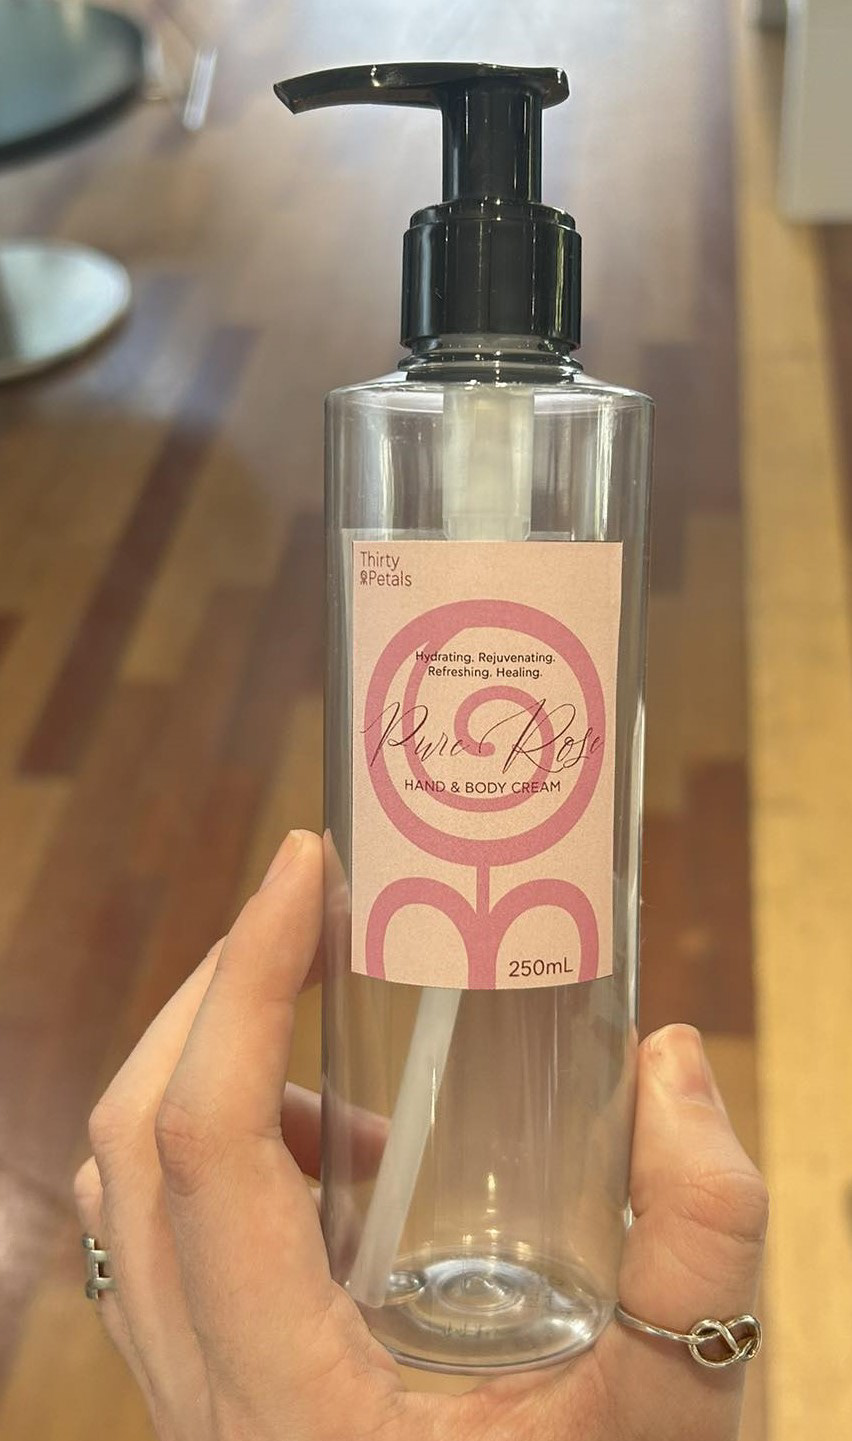 Thirty
Petals
Hydrating. Rejuvenating.
Refreshing. Healing.
Pure Rose
HAND & BODY CREAM
250mL